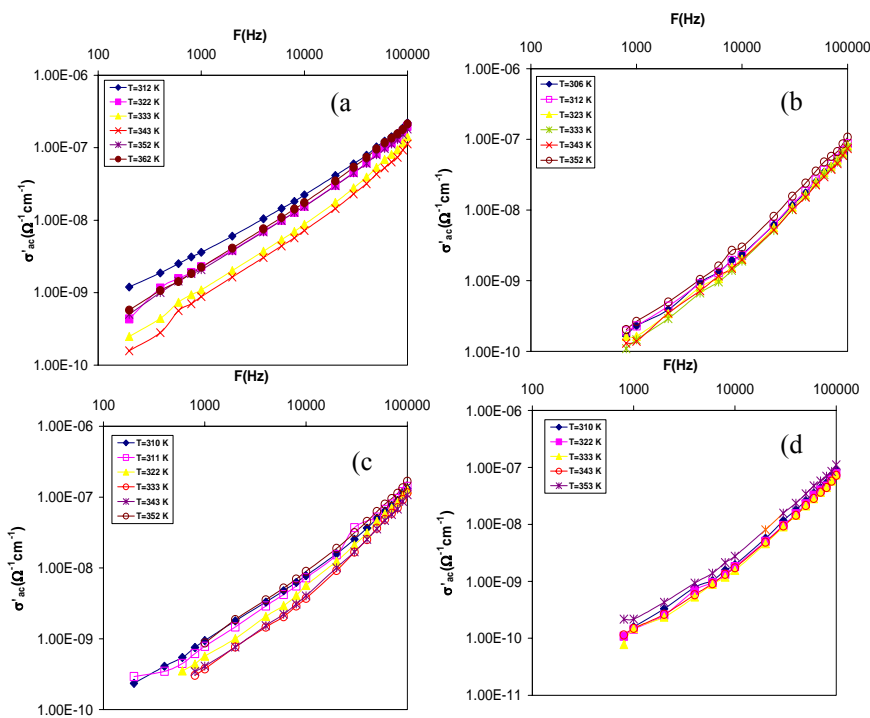 F(Hz)
100 1000 10000 100000
1.00E-06
1.00E-07
1.00E-08
1.00E-09
1.00E-10
σ'ac(Ω-1cm-1)
T=312 K
T=322 K
T=333 K
T=343 K
T=352 K
T=362 K
(a
F(Hz)
100 1000 10000 100000
1.00E-06
1.00E-07
1.00E-08
1.00E-09
1.00E-10
σ'ac(Ω-1cm-1)
T=306 K
T=312 K
T=323 K
T=333 K
T=343 K
T=352 K
(b
F(Hz)
100 1000 10000 100000
1.00E-06
1.00E-07
1.00E-08
1.00E-09
1.00E-10
σ'ac(Ω-1cm-1)
T=310 K
T=311 K
T=322 K
T=333 K
T=343 K
T=352 K
(c
F(Hz)
100 1000 10000 100000
1.00E-06
1.00E-07
1.00E-08
1.00E-09
1.00E-10
1.00E-11
σ'ac(Ω-1cm-1)
T=310 K
T=322 K
T=333 K
T=343 K
T=353 K
(d